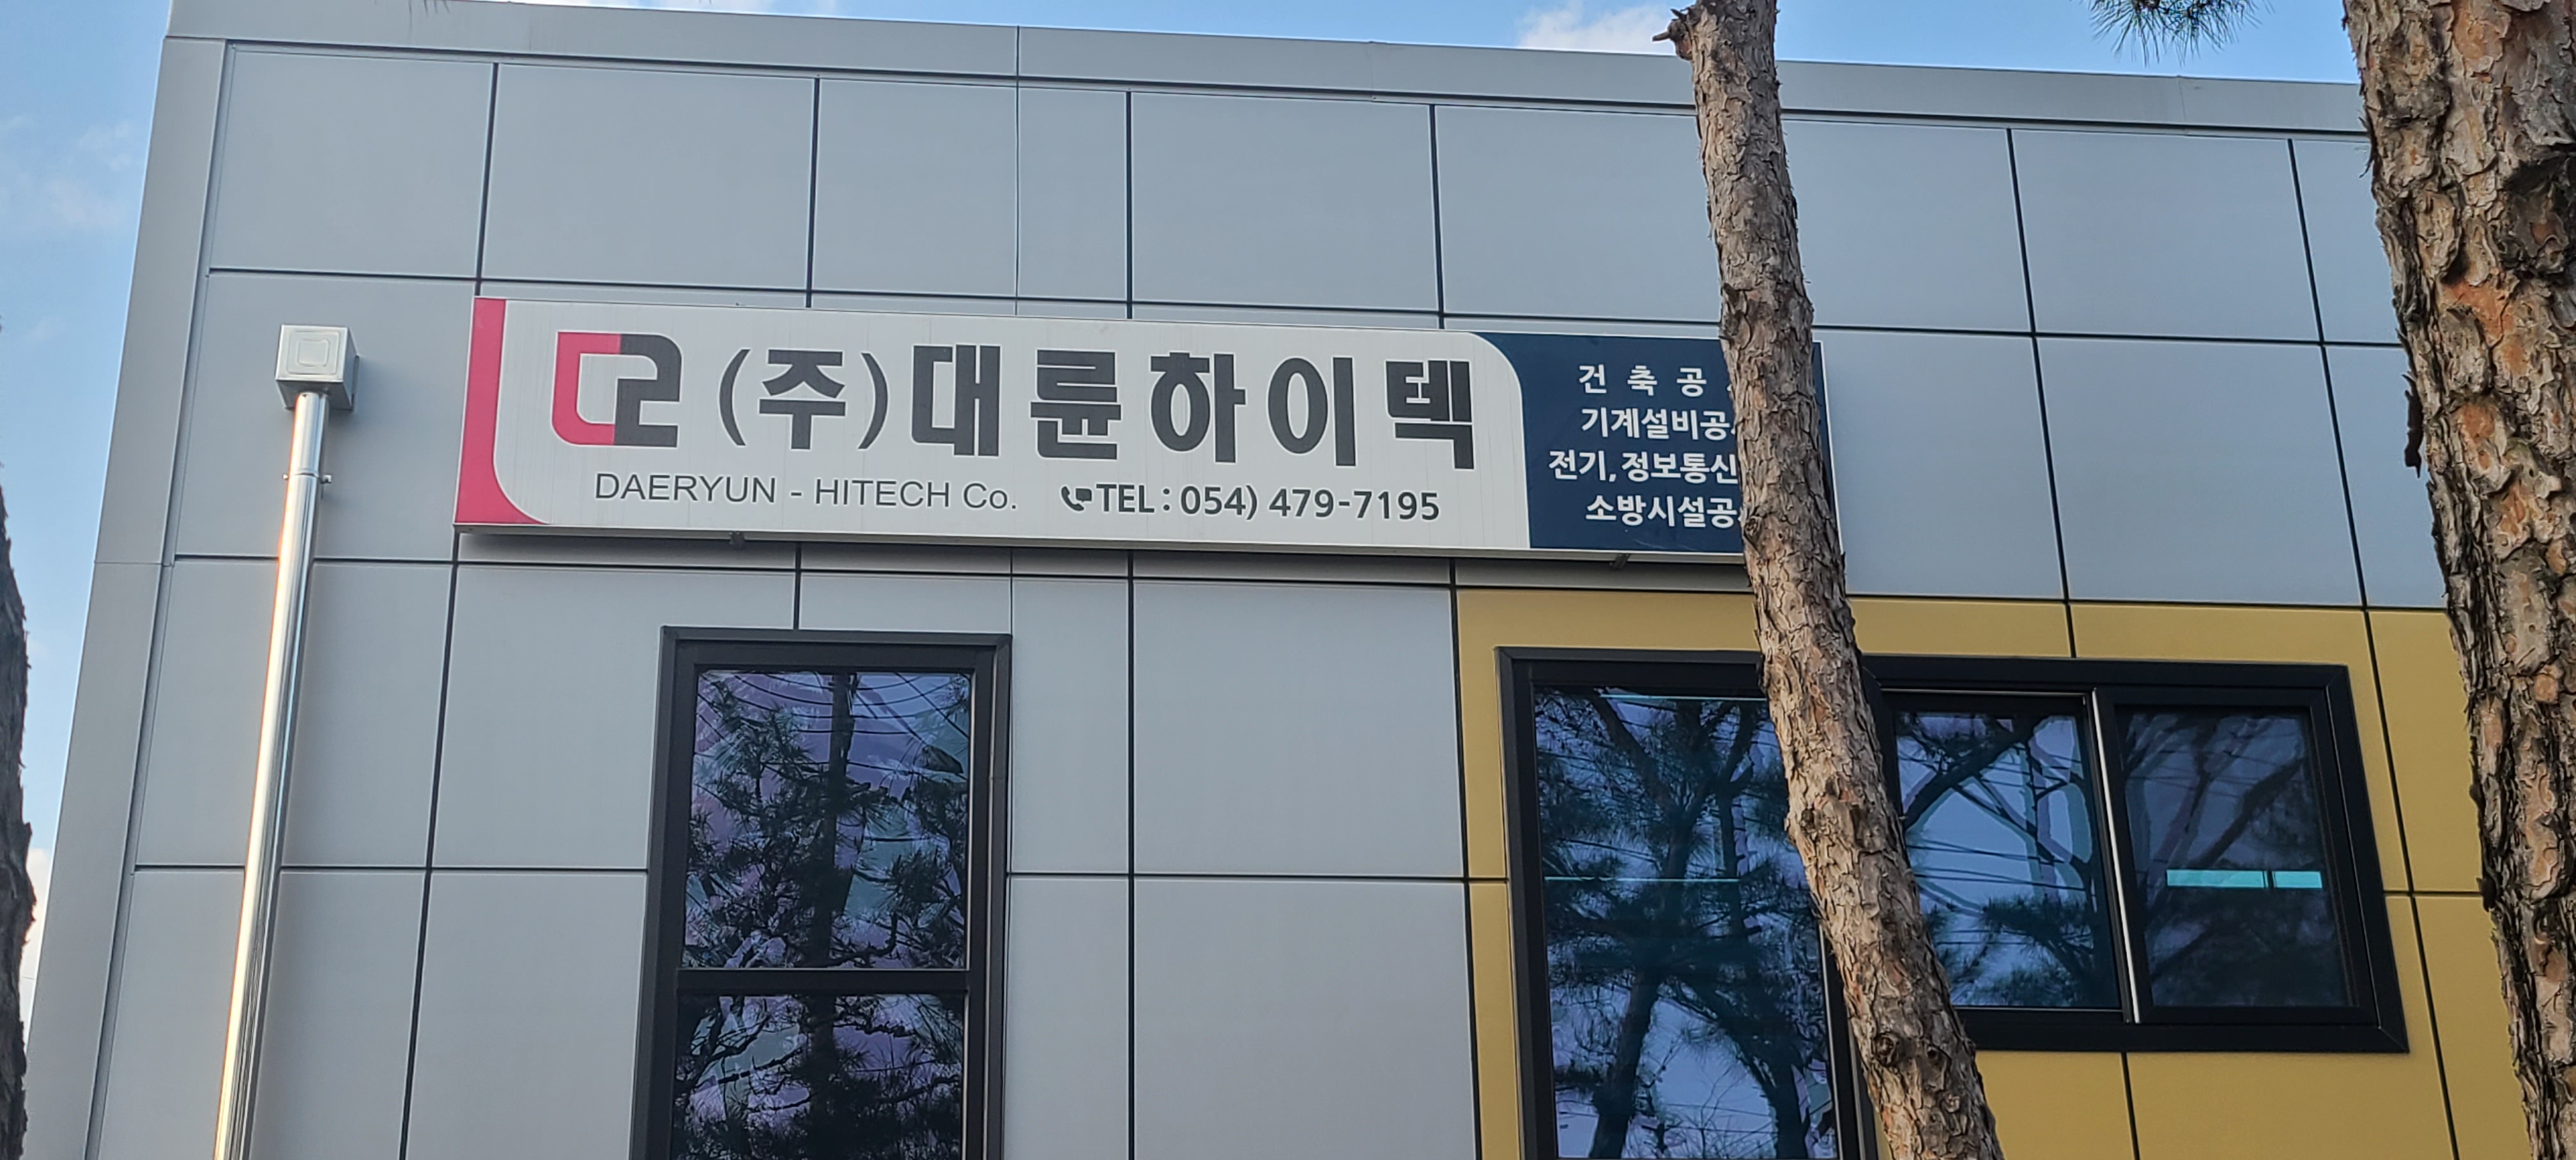 (주)대륜하이텍
DAERYUN - HITECH Co.
TEL : 054) 479-7195
건 축 공
기계설비공
전기, 정보통신
소방시설공